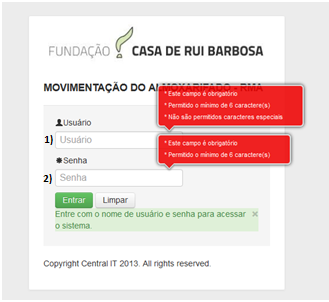 FUNDAÇÃO CASA DE RUI BARBOSA
MOVIMENTAÇÃO DO ALMOXARIFADO - RMA
* Este campo é obrigatório
* Permitido o mínimo de 6 caractere(s)
* Não são permitidos caracteres especiais
Usuário
1) Usuário
* Este campo é obrigatório
* Permitido o mínimo de 6 caractere(s)
Senha
2) Senha
Entrar Limpar
Entre com o nome de usuário e senha para acessar ×
o sistema.
Copyright Central IT 2013. All rights reserved.